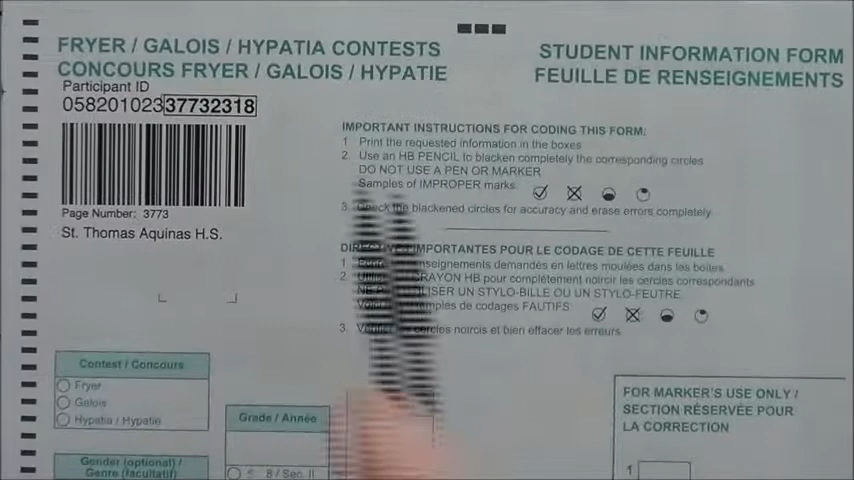 FRYER / GALOIS / HYPATIA CONTESTS
CONCOURS FRYER / GALOIS / HYPATIE
STUDENT INFORMATION FORM
FEUILLE DE RENSEIGNEMENTS
Participant ID
05820102337732318
Page Number: 3773
St. Thomas Aquinas H.S.
IMPORTANT INSTRUCTIONS FOR CODING THIS FORM.
1 Print the requested information in the boxes
2. Use an HB PENCIL to blacken completely the corresponding circles
DO NOT USE A PEN OR MARKER
Samples of IMPROPER marks.
3. Check the blackened circles for accuracy and erase errors completely
IMPORTANTES POUR LE CODAGE DE CETTE FEUILLE
1 demandés en lettres moulées dans les boîtes
2. CRAYON HB pour complètement noircir les cercles correspondants
UN STYLO-BILLE OU UN STYLO-FEUTRE
de codages FAUTIFS
3. cercles noircis et bien effacer les erreurs
Contest / Concours
Fryer
Galois
Hypatia / Hypatie
Grade / Année
8 / Sec. II
Gender (optional) /
Genre (facultatif)
FOR MARKER'S USE ONLY /
SECTION RÉSERVÉE POUR
LA CORRECTION
1